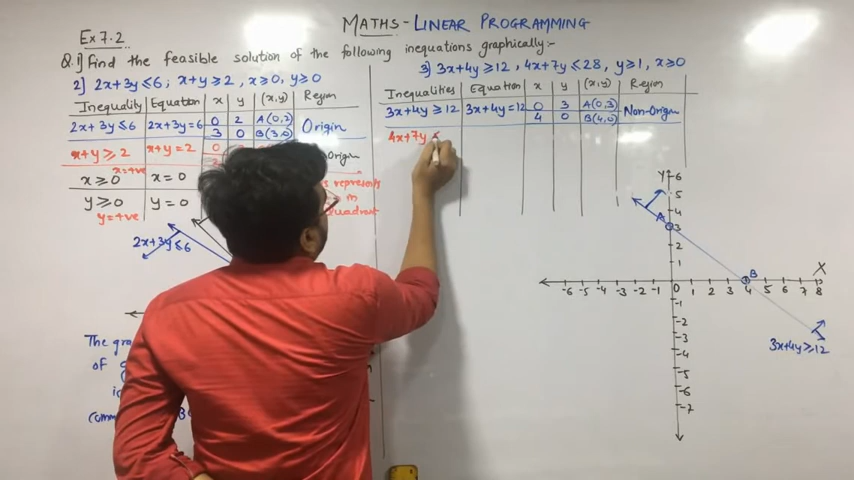 MATHS - LINEAR PROGRAMMING
Ex 7.2
Q.1) Find the feasible solution of the following inequations graphically:-
2) 2x+3y≤6; x+y≥2, x≥0, y≥0
Inequality Equation x y (x,y) Region
2x+3y≤6 2x+3y=6 0 2 A(0,2) Origin
3 0 B(3,0)
x+y≥2 x+y=2 0
Origin
x=+ve
x≥0 x=0 represents
in
y≥0 y=0 quadrant
y=+ve
2x+3y≤6
The
of
3) 3x+4y≥12, 4x+7y≤28, y≥1, x≥0
Inequalities Equation x y (x,y) Region
3x+4y≥12 3x+4y=12 0 3 A(0,3) Non-Origin
4 0 B(4,0)
4x+7y
Y 6
5
4
A 3
2
1
B X
-6 -5 -4 -3 -2 -1 0 1 2 3 4 5 6 7 8
-1
-2
-3
-4
-5
-6
-7
3x+4y≥12